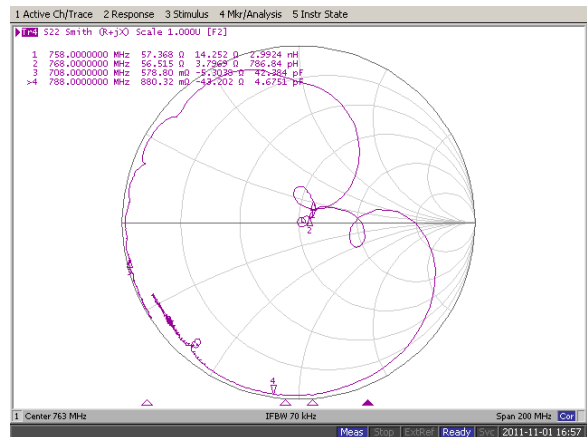 1 Active Ch/Trace 2 Response 3 Stimulus 4 Mkr/Analysis 5 Instr State
Tr4 S22 Smith (R+jX) Scale 1.000U [F2]
1 758.0000000 MHz 57.368 Ω 14.252 Ω 2.9924 nH
2 768.0000000 MHz 56.515 Ω 3.7969 Ω 786.84 pH
3 708.0000000 MHz 578.80 mΩ -5.3038 Ω 42.384 pF
>4 788.0000000 MHz 880.32 mΩ -43.202 Ω 4.6751 pF
1
2
3
4
1 Center 763 MHz IFBW 70 kHz Span 200 MHz Cor
Meas Stop ExtRef Ready Svc 2011-11-01 16:57